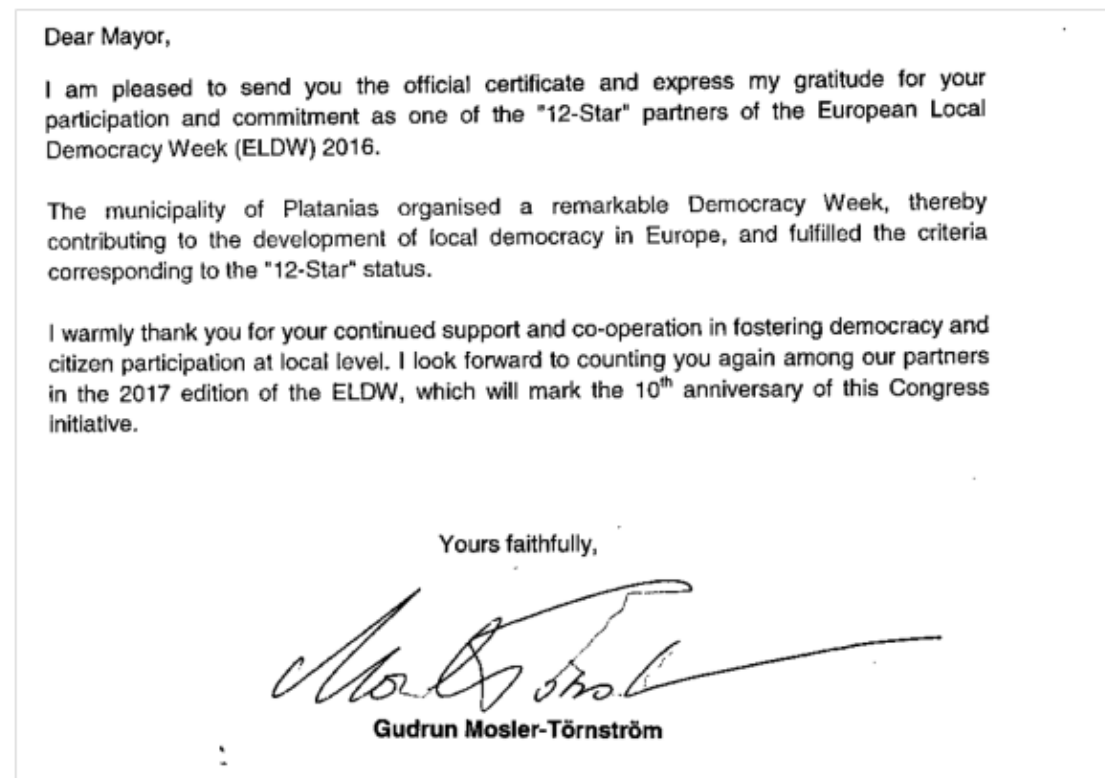 Dear Mayor,
I am pleased to send you the official certificate and express my gratitude for your
participation and commitment as one of the "12-Star" partners of the European Local
Democracy Week (ELDW) 2016.
The municipality of Platanias organised a remarkable Democracy Week, thereby
contributing to the development of local democracy in Europe, and fulfilled the criteria
corresponding to the "12-Star" status.
I warmly thank you for your continued support and co-operation in fostering democracy and
citizen participation at local level. I look forward to counting you again among our partners
in the 2017 edition of the ELDW, which will mark the 10th anniversary of this Congress
initiative.
Yours faithfully,
Gudrun Mosler-Törnström